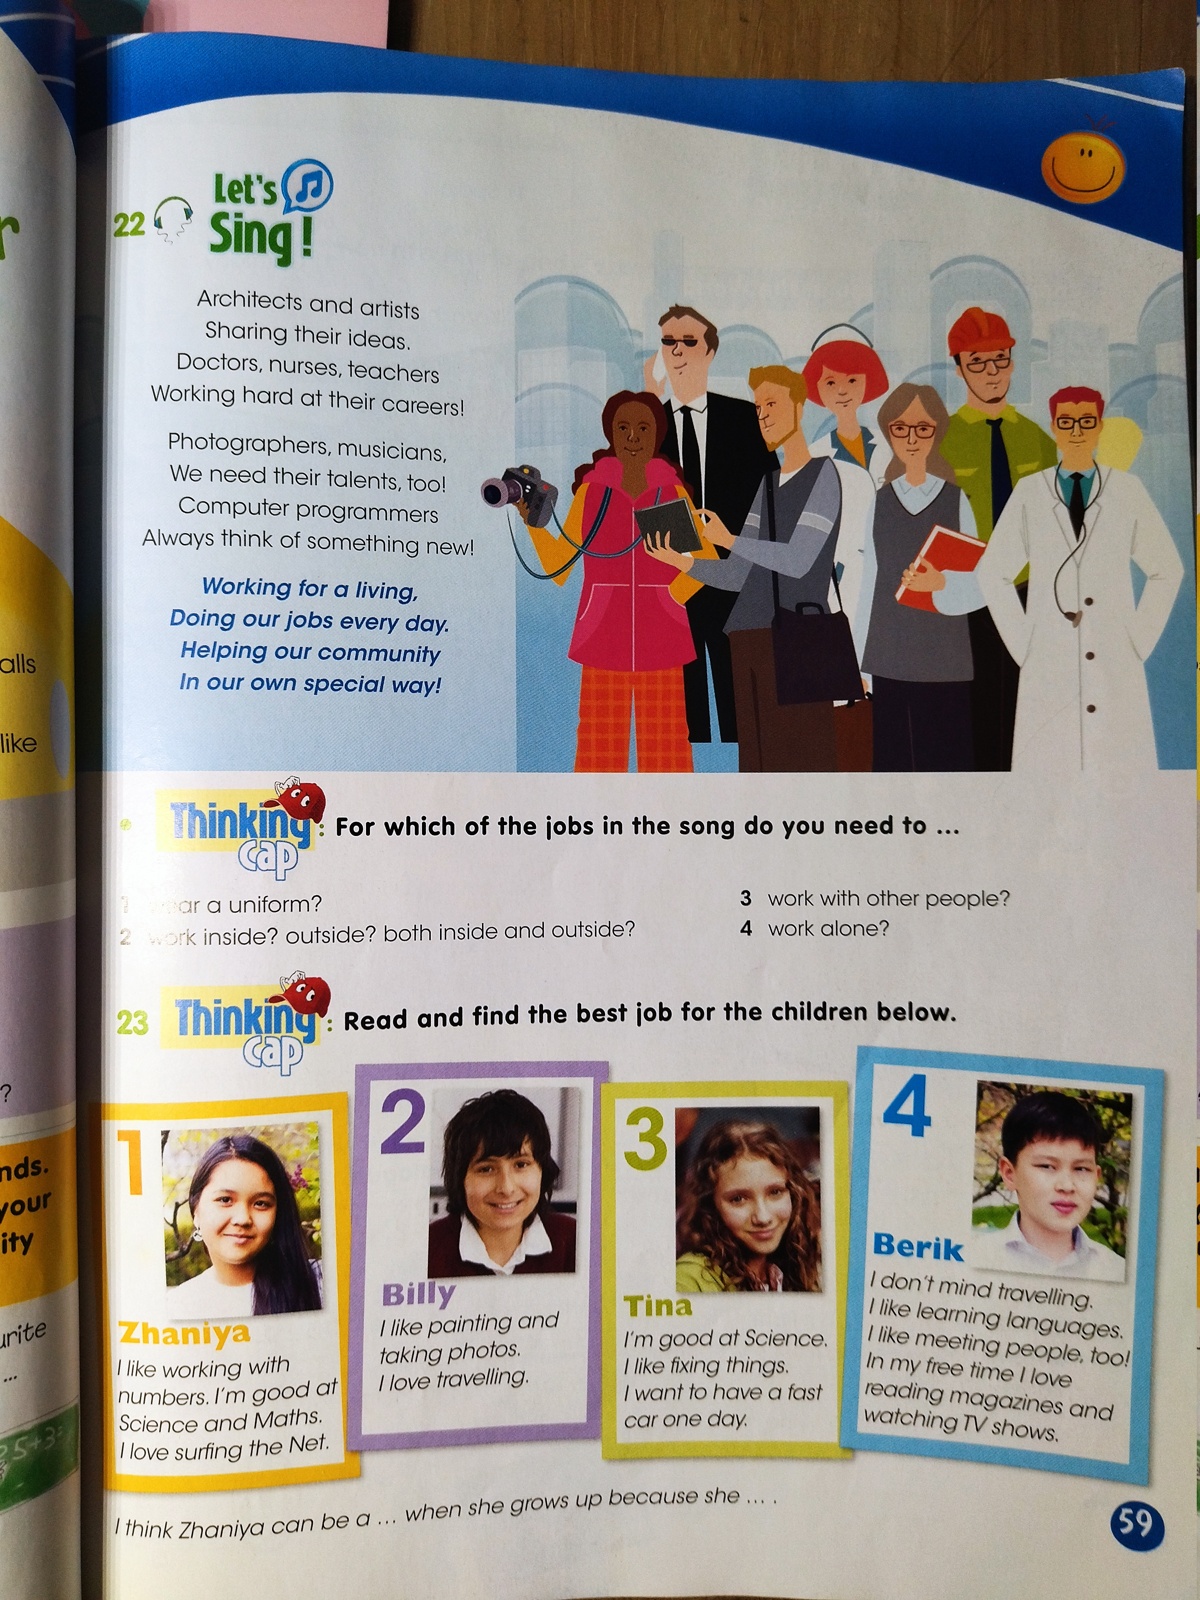 r
alls
like
?
nds.
your
ity
urite
...
22
Let's
Sing!
Architects and artists
Sharing their ideas.
Doctors, nurses, teachers
Working hard at their careers!
Photographers, musicians,
We need their talents, too!
Computer programmers
Always think of something new!
Working for a living,
Doing our jobs every day.
Helping our community
In our own special way!
Thinking
Cap
: For which of the jobs in the song do you need to ...
1 wear a uniform?
2 work inside? outside? both inside and outside?
3 work with other people?
4 work alone?
23
Thinking
Cap
: Read and find the best job for the children below.
1
Zhaniya
I like working with
numbers. I'm good at
Science and Maths.
I love surfing the Net.
2
Billy
I like painting and
taking photos.
I love travelling.
3
Tina
I'm good at Science.
I like fixing things.
I want to have a fast
car one day.
4
Berik
I don't mind travelling.
I like learning languages.
I like meeting people, too!
In my free time I love
reading magazines and
watching TV shows.
I think Zhaniya can be a ... when she grows up because she ... .
59